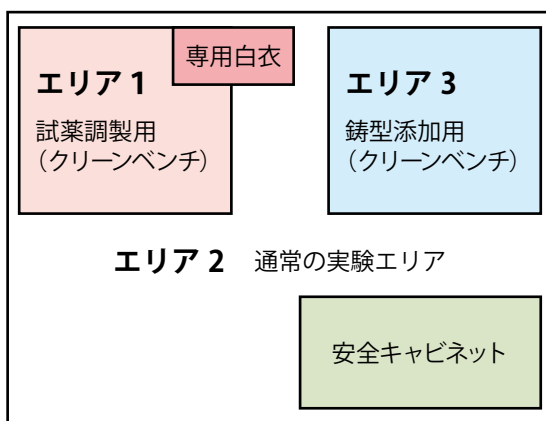 エリア 1
専用白衣
試薬調製用
（クリーンベンチ）
エリア 3
鋳型添加用
（クリーンベンチ）
エリア 2 通常の実験エリア
安全キャビネット